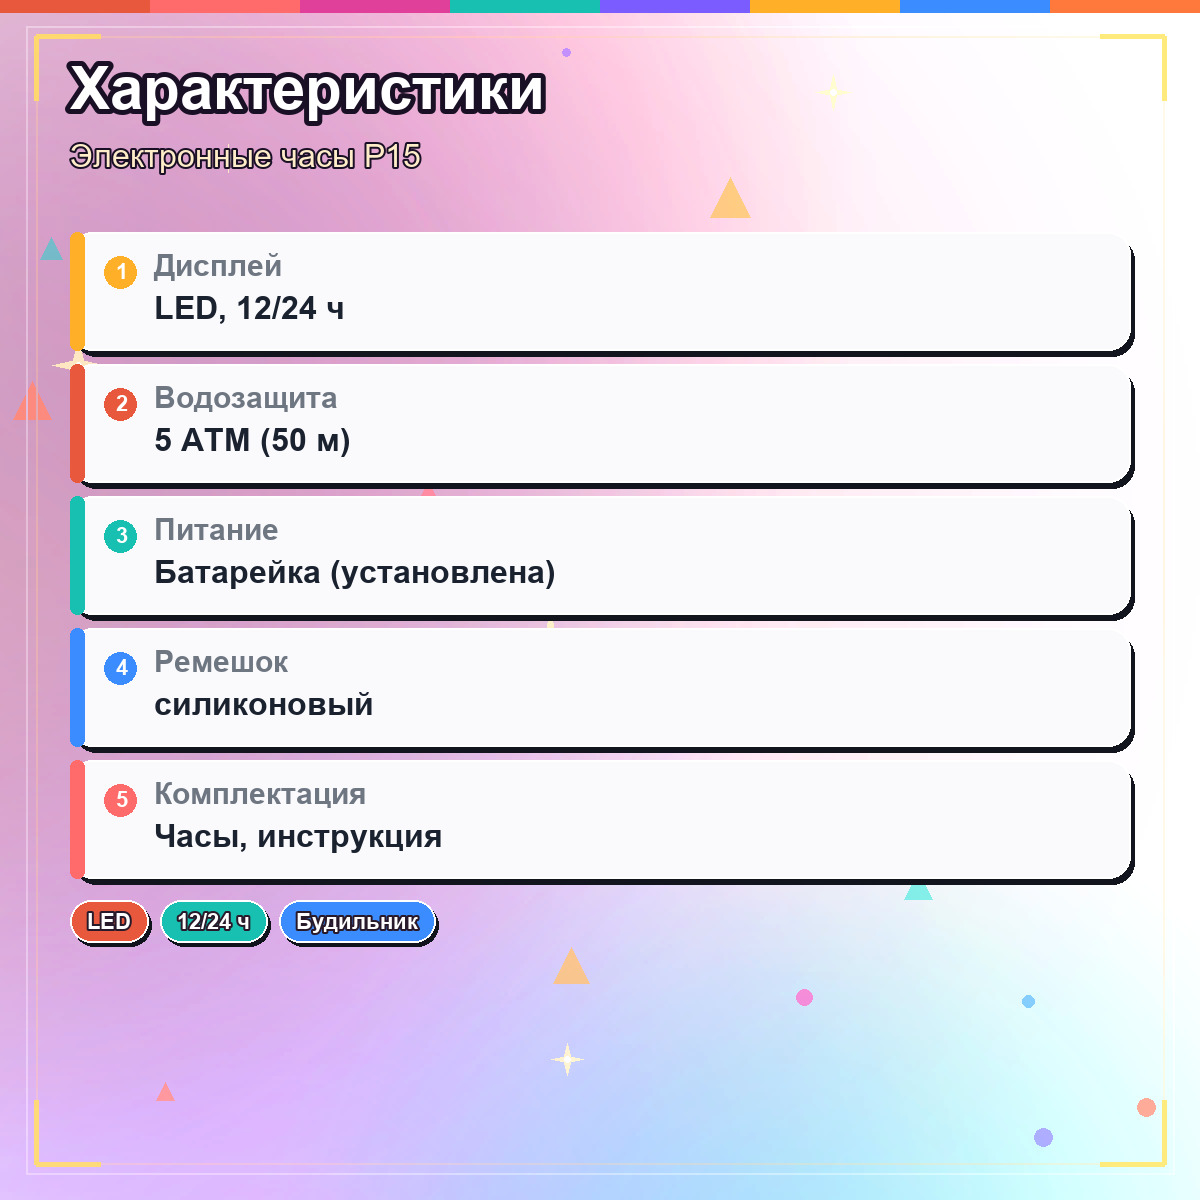 Характеристики
Электронные часы P15
1 Дисплей
LED, 12/24 ч
2 Водозащита
5 ATM (50 м)
3 Питание
Батарейка (установлена)
4 Ремешок
силиконовый
5 Комплектация
Часы, инструкция
LED 12/24 ч Будильник